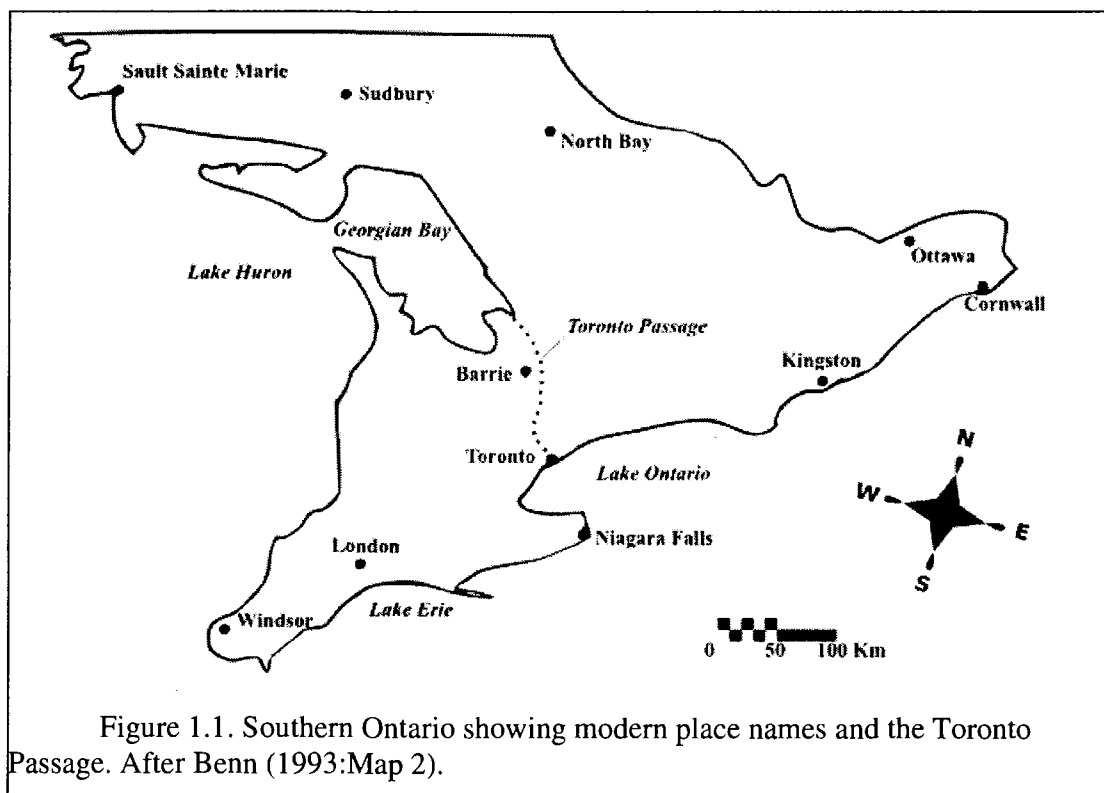 Sault Sainte Marie
Sudbury
North Bay
Georgian Bay
Ottawa
Lake Huron
Cornwall
Toronto Passage
Kingston
Barrie
N
Toronto
Lake Ontario
W
E
Niagara Falls
London
S
Lake Erie
Windsor
0 50 100 Km
Figure 1.1. Southern Ontario showing modern place names and the Toronto
Passage. After Benn (1993:Map 2).